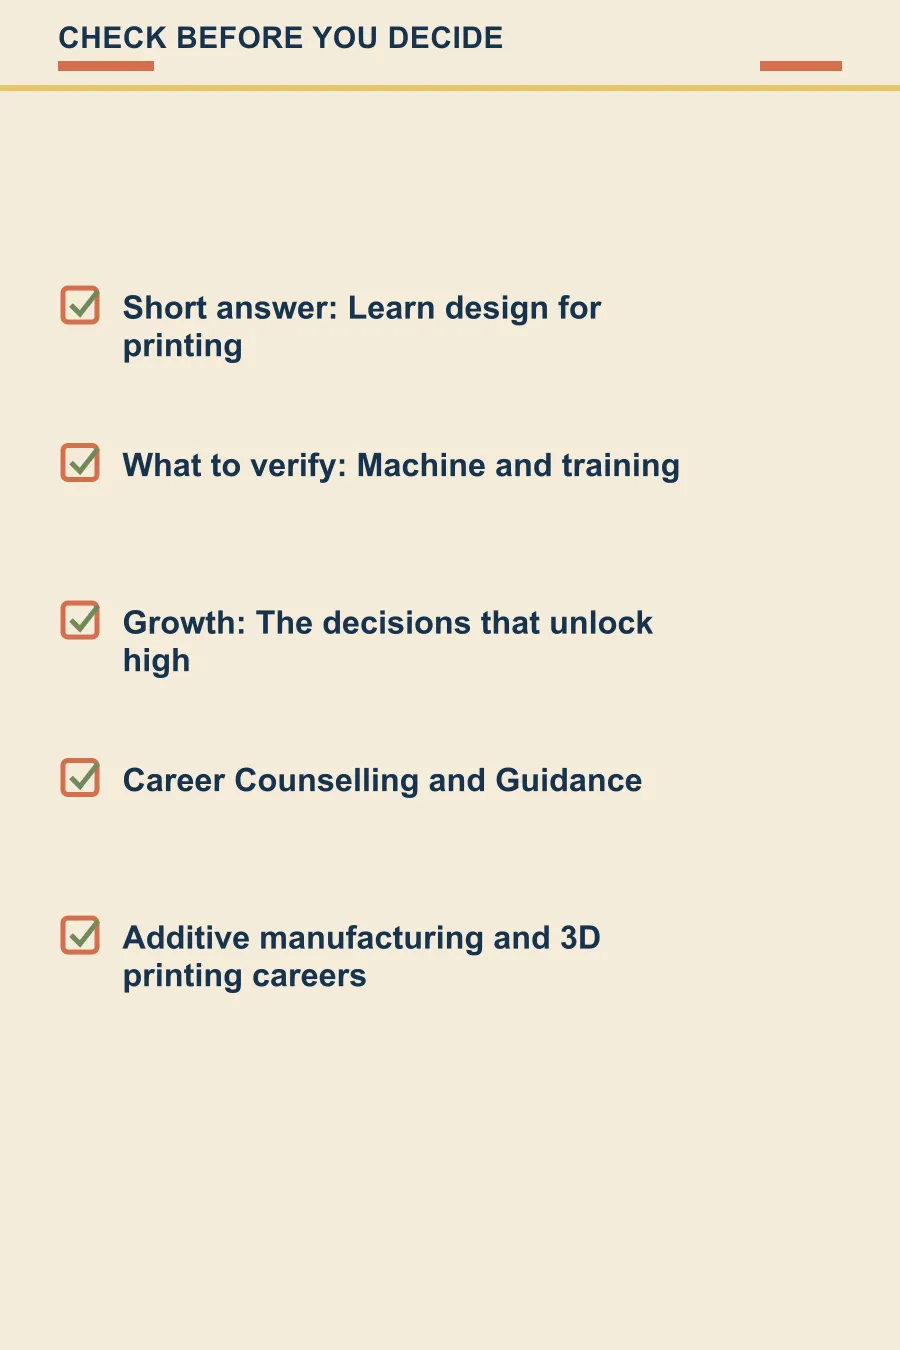 CHECK BEFORE YOU DECIDE
Short answer: Learn design for
printing
What to verify: Machine and training
Growth: The decisions that unlock
high
Career Counselling and Guidance
Additive manufacturing and 3D
printing careers